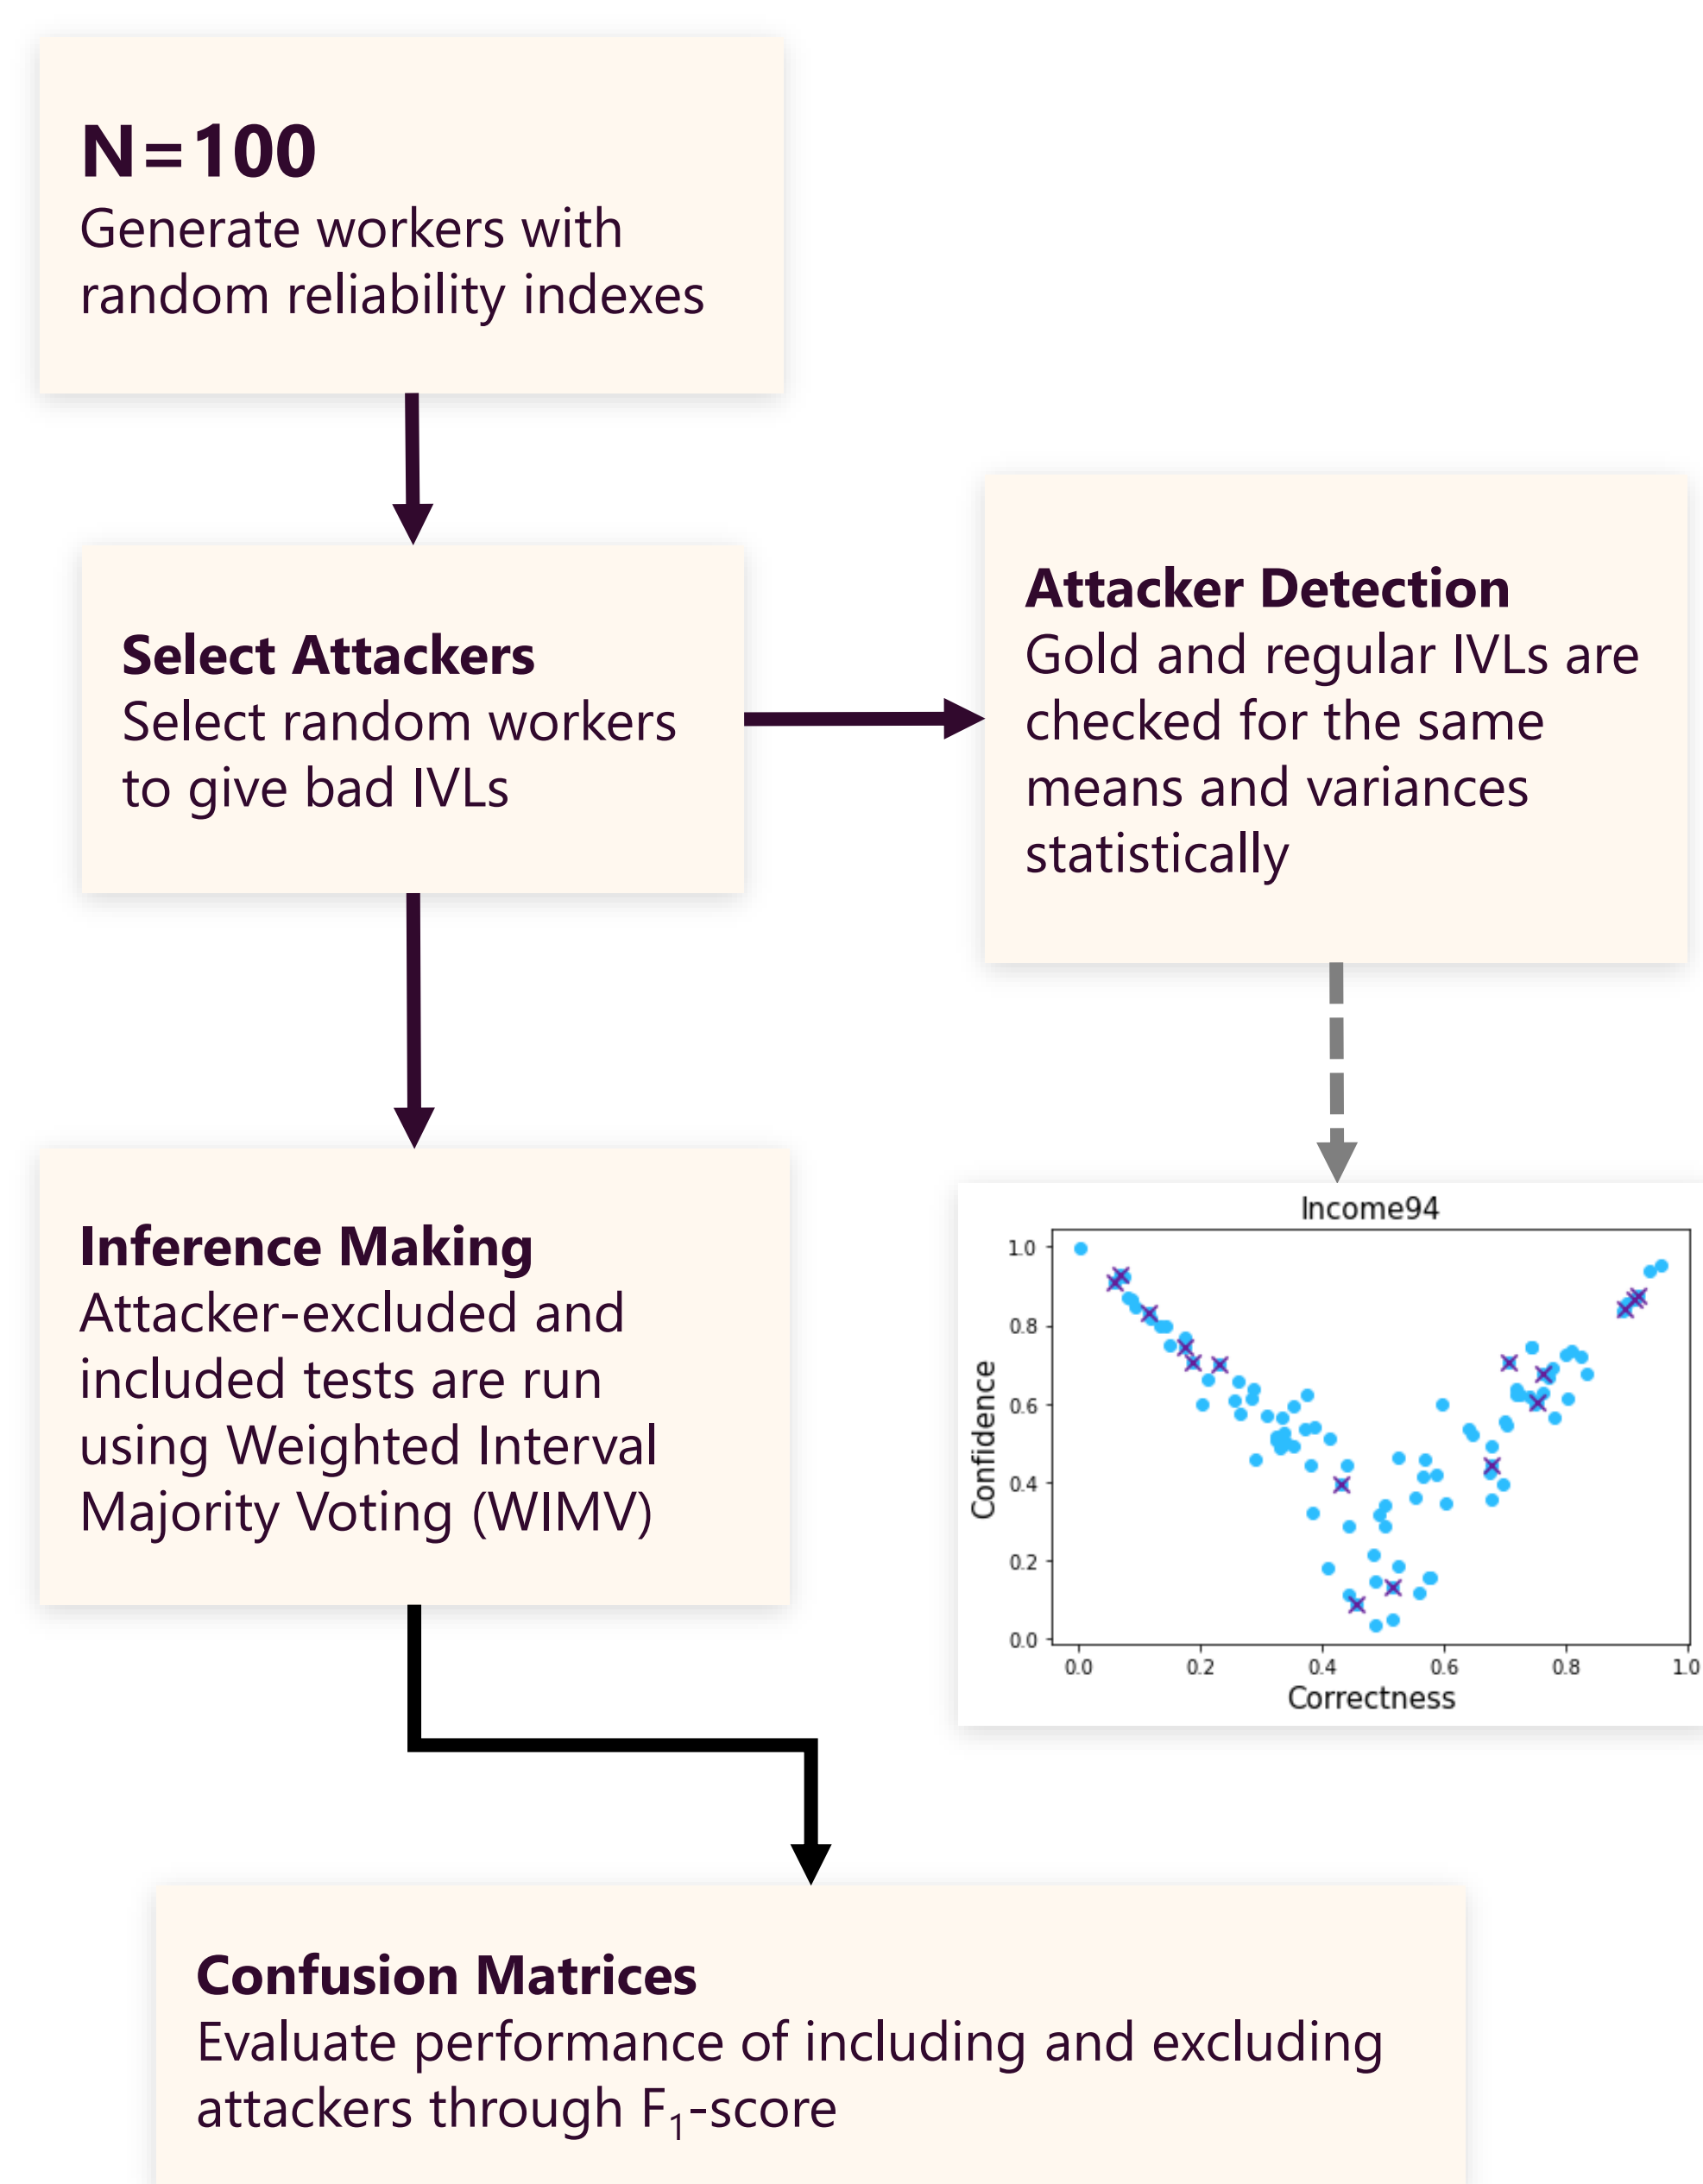 N=100
Generate workers with
random reliability indexes
Select Attackers
Select random workers
to give bad IVLs
Attacker Detection
Gold and regular IVLs are
checked for the same
means and variances
statistically
Inference Making
Attacker-excluded and
included tests are run
using Weighted Interval
Majority Voting (WIMV)
Income94
1.0
0.8
0.6
0.4
0.2
0.0
Confidence
0.0 0.2 0.4 0.6 0.8 1.0
Correctness
Confusion Matrices
Evaluate performance of including and excluding
attackers through F₁-score